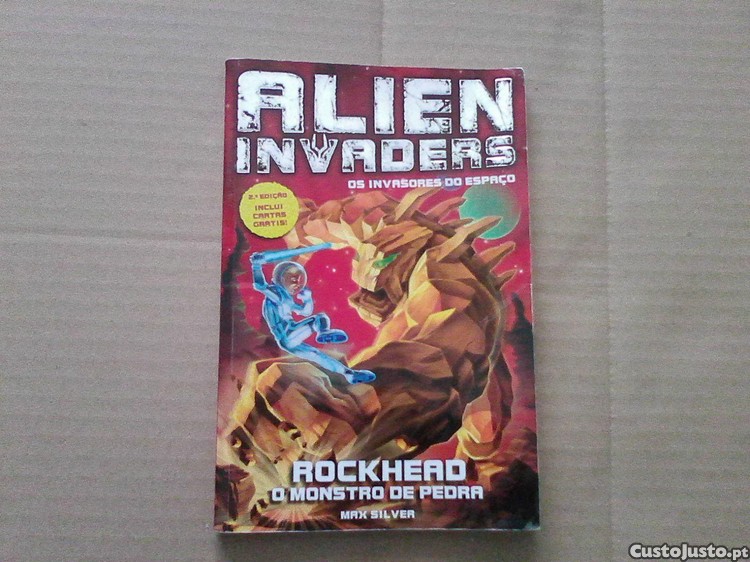 ALIEN
INVADERS
OS INVASORES DO ESPAÇO
2.ª EDIÇÃO
INCLUI
CARTAS
GRÁTIS!
ROCKHEAD
O MONSTRO DE PEDRA
MAX SILVER
CustoJusto.pt